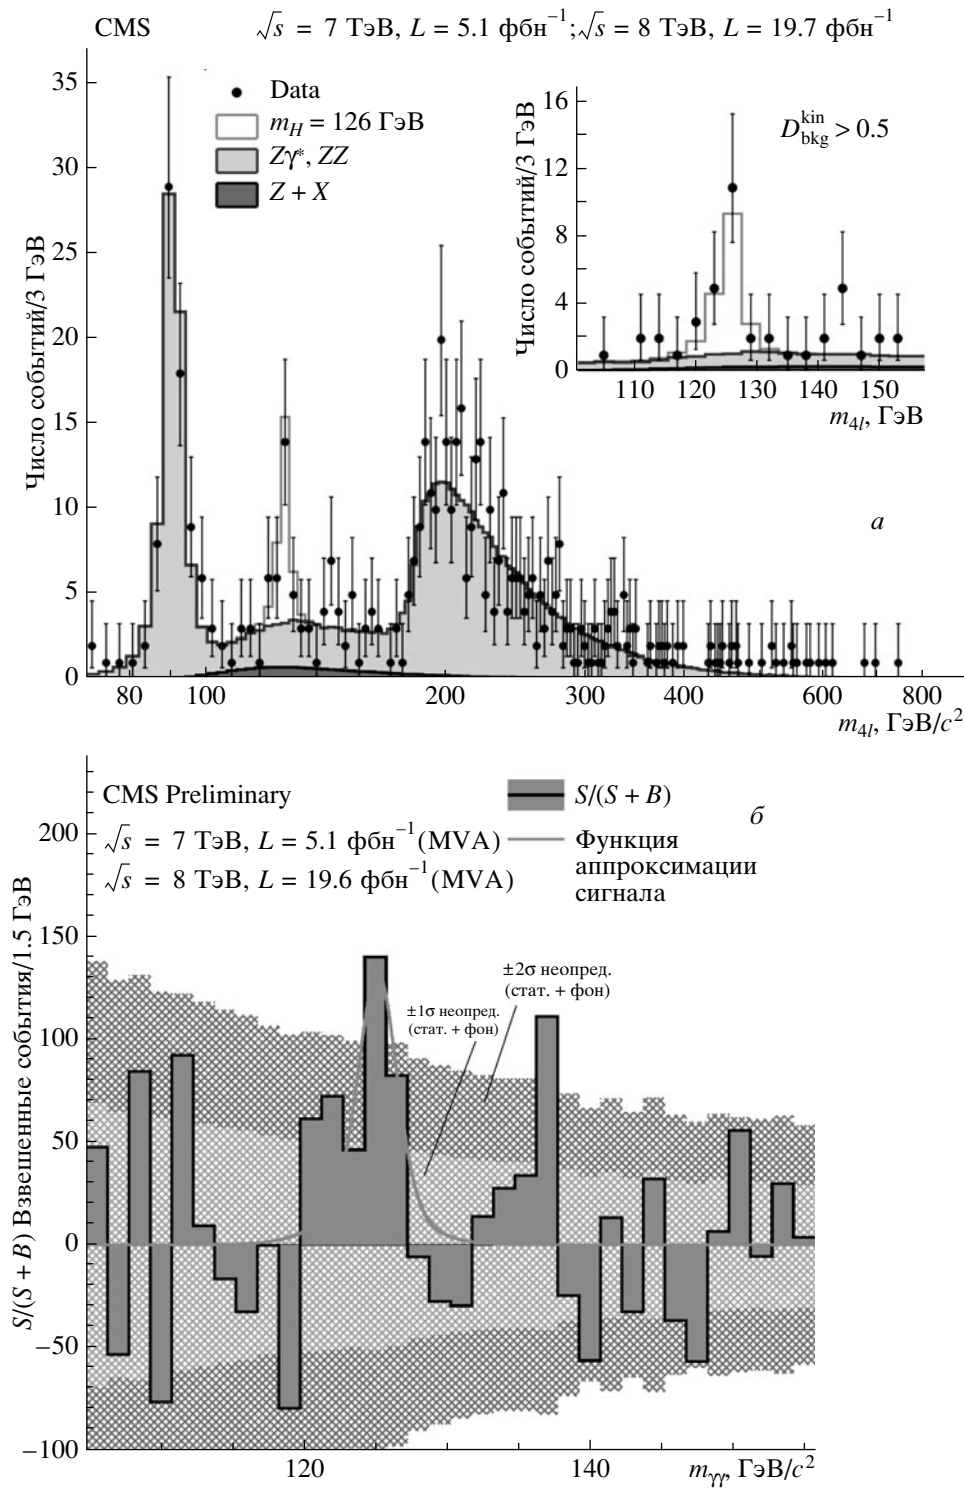 CMS
√s = 7 ТэВ, L = 5.1 фбн⁻¹; √s = 8 ТэВ, L = 19.7 фбн⁻¹
Число событий/3 ГэВ
35
30
25
20
15
10
5
0
Data
m_H = 126 ГэВ
Zγ*, ZZ
Z + X
Число событий/3 ГэВ
16
12
8
4
0
D_bkg^kin > 0.5
110 120 130 140 150
m_4l, ГэВ
а
80 100 200 300 400 600 800
m_4l, ГэВ/c²
CMS Preliminary
√s = 7 ТэВ, L = 5.1 фбн⁻¹(MVA)
√s = 8 ТэВ, L = 19.6 фбн⁻¹(MVA)
S/(S + B)
Функция
аппроксимации
сигнала
б
S/(S + B) Взвешенные события/1.5 ГэВ
200
150
100
50
0
−50
−100
±2σ неопред.
(стат. + фон)
±1σ неопред.
(стат. + фон)
120 140
m_γγ, ГэВ/c²